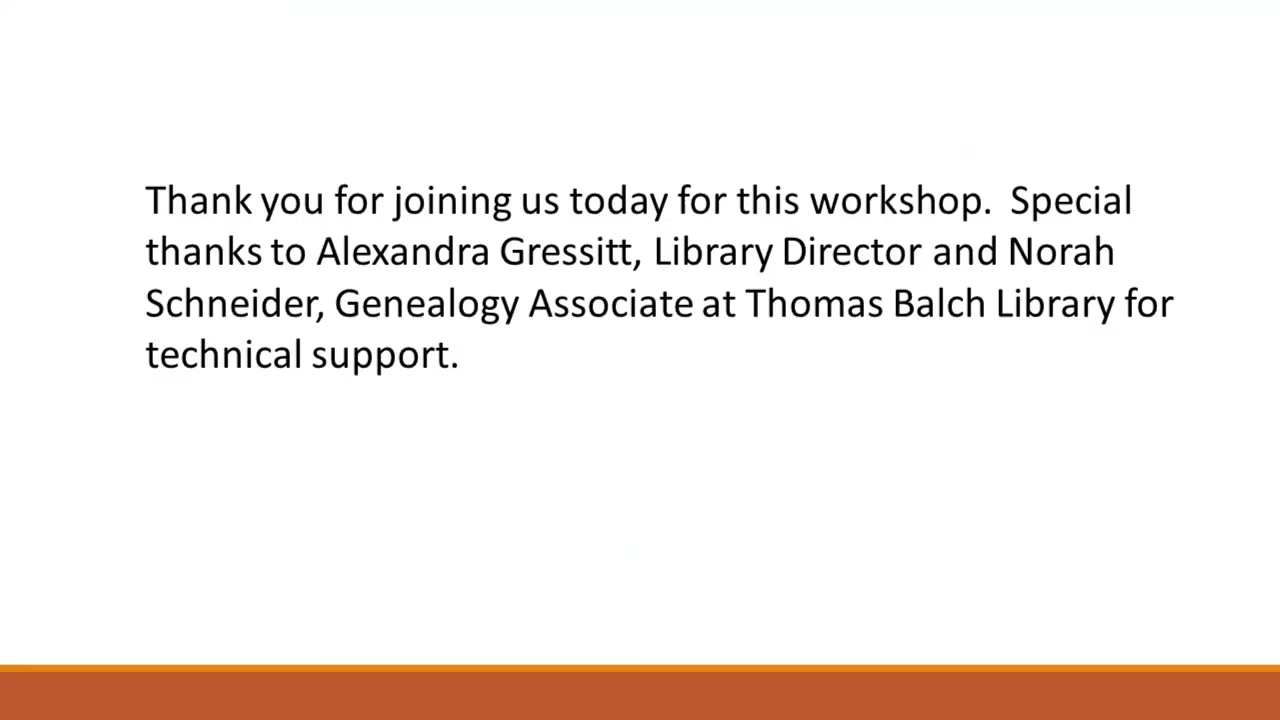 Thank you for joining us today for this workshop.  Special
thanks to Alexandra Gressitt, Library Director and Norah
Schneider, Genealogy Associate at Thomas Balch Library for
technical support.